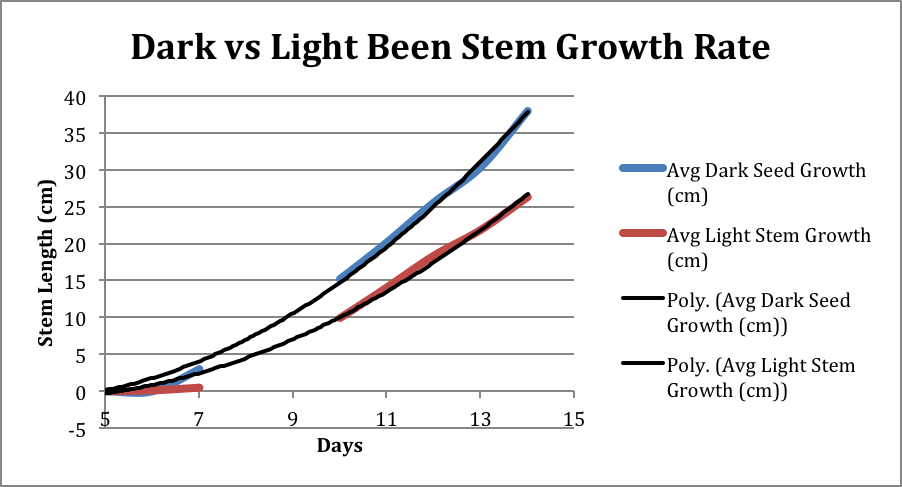 Dark vs Light Been Stem Growth Rate
40
35
30
25
20
15
10
5
0
-5
Stem Length (cm)
5 7 9 11 13 15
Days
Avg Dark Seed Growth
(cm)
Avg Light Stem Growth
(cm)
Poly. (Avg Dark Seed
Growth (cm))
Poly. (Avg Light Stem
Growth (cm))